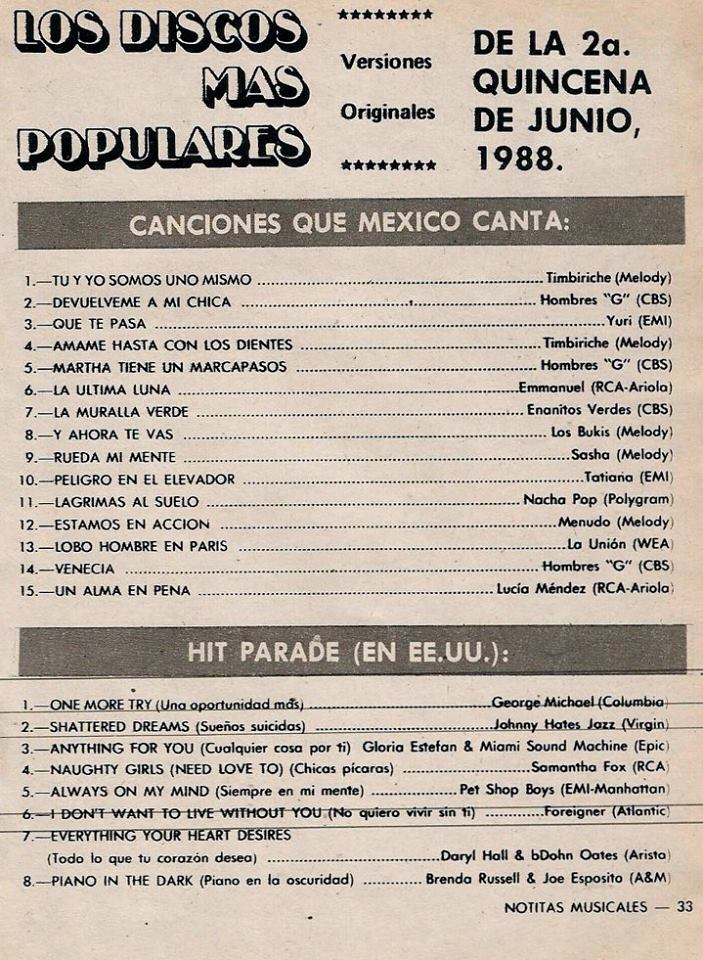 LOS DISCOS
MAS
POPULARES
★★★★★★★★
Versiones
Originales
★★★★★★★★
DE LA 2a.
QUINCENA
DE JUNIO,
1988.
CANCIONES QUE MEXICO CANTA:
1.—TU Y YO SOMOS UNO MISMO ........ Timbiriche (Melody)
2.—DEVUELVEME A MI CHICA ........ Hombres "G" (CBS)
3.—QUE TE PASA ........ Yuri (EMI)
4.—AMAME HASTA CON LOS DIENTES ........ Timbiriche (Melody)
5.—MARTHA TIENE UN MARCAPASOS ........ Hombres "G" (CBS)
6.—LA ULTIMA LUNA ........ Emmanuel (RCA-Ariola)
7.—LA MURALLA VERDE ........ Enanitos Verdes (CBS)
8.—Y AHORA TE VAS ........ Los Bukis (Melody)
9.—RUEDA MI MENTE ........ Sasha (Melody)
10.—PELIGRO EN EL ELEVADOR ........ Tatiana (EMI)
11.—LAGRIMAS AL SUELO ........ Nacha Pop (Polygram)
12.—ESTAMOS EN ACCION ........ Menudo (Melody)
13.—LOBO HOMBRE EN PARIS ........ La Unión (WEA)
14.—VENECIA ........ Hombres "G" (CBS)
15.—UN ALMA EN PENA ........ Lucía Méndez (RCA-Ariola)
HIT PARADE (EN EE.UU.):
1.—ONE MORE TRY (Una oportunidad más) ........ George Michael (Columbia)
2.—SHATTERED DREAMS (Sueños suicidas) ........ Johnny Hates Jazz (Virgin)
3.—ANYTHING FOR YOU (Cualquier cosa por ti) Gloria Estefan & Miami Sound Machine (Epic)
4.—NAUGHTY GIRLS (NEED LOVE TO) (Chicas pícaras) ........ Samantha Fox (RCA)
5.—ALWAYS ON MY MIND (Siempre en mi mente) ........ Pet Shop Boys (EMI-Manhattan)
6.—I DON'T WANT TO LIVE WITHOUT YOU (No quiero vivir sin ti) ........ Foreigner (Atlantic)
7.—EVERYTHING YOUR HEART DESIRES
(Todo lo que tu corazón desea) ........ Daryl Hall & bDohn Oates (Arista)
8.—PIANO IN THE DARK (Piano en la oscuridad) ........ Brenda Russell & Joe Esposito (A&M)
NOTITAS MUSICALES — 33